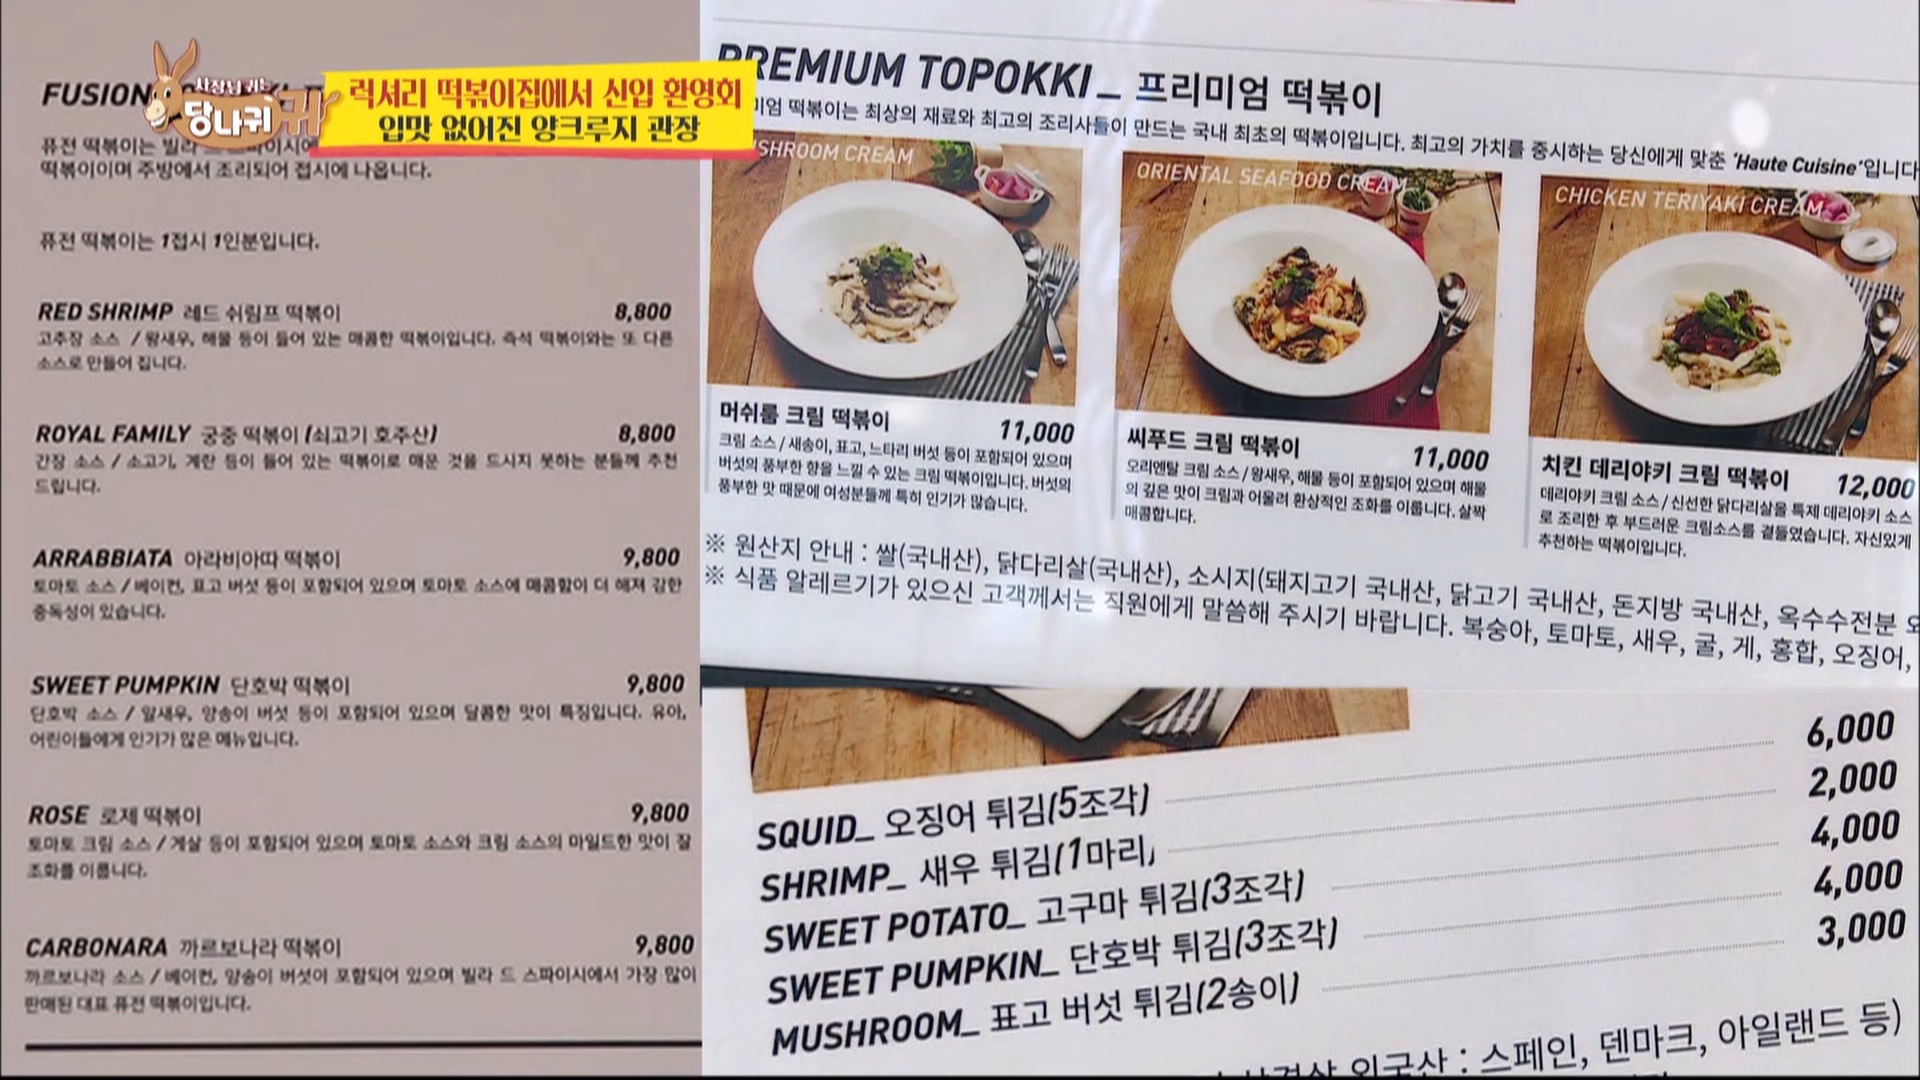 사장님 귀는
당나귀 귀
럭셔리 떡볶이집에서 신입 환영회
입맛 없어진 양크루지 관장
FUSION
퓨전 떡볶이는 빌라
떡볶이이며 주방에서 조리되어 접시에 나옵니다.
퓨전 떡볶이는 1접시 1인분입니다.
RED SHRIMP 레드 쉬림프 떡볶이 8,800
고추장 소스 / 왕새우, 해물 등이 들어 있는 매콤한 떡볶이입니다. 즉석 떡볶이와는 또 다른
소스로 만들어 집니다.
ROYAL FAMILY 궁중 떡볶이 (쇠고기 호주산) 8,800
간장 소스 / 소고기, 계란 등이 들어 있는 떡볶이로 매운 것을 드시지 못하는 분들께 추천
드립니다.
ARRABBIATA 아라비아따 떡볶이 9,800
토마토 소스 / 베이컨, 표고 버섯 등이 포함되어 있으며 토마토 소스에 매콤함이 더 해져 강한
중독성이 있습니다.
SWEET PUMPKIN 단호박 떡볶이 9,800
단호박 소스 / 알새우, 양송이 버섯 등이 포함되어 있으며 달콤한 맛이 특징입니다. 유아,
어린이들에게 인기가 많은 메뉴입니다.
ROSE 로제 떡볶이 9,800
토마토 크림 소스 / 게살 등이 포함되어 있으며 토마토 소스와 크림 소스의 마일드한 맛이 잘
조화를 이룹니다.
CARBONARA 까르보나라 떡볶이 9,800
까르보나라 소스 / 베이컨, 양송이 버섯이 포함되어 있으며 빌라 드 스파이시에서 가장 많이
판매된 대표 퓨전 떡볶이입니다.
PREMIUM TOPOKKI_ 프리미엄 떡볶이
미엄 떡볶이는 최상의 재료와 최고의 조리사들이 만드는 국내 최초의 떡볶이입니다. 최고의 가치를 중시하는 당신에게 맞춘 'Haute Cuisine'입니다
SHROOM CREAM
머쉬룸 크림 떡볶이 11,000
크림 소스 / 새송이, 표고, 느타리 버섯 등이 포함되어 있으며
버섯의 풍부한 향을 느낄 수 있는 크림 떡볶이입니다. 버섯의
풍부한 맛 때문에 여성분들께 특히 인기가 많습니다.
ORIENTAL SEAFOOD CREAM
씨푸드 크림 떡볶이 11,000
오리엔탈 크림 소스 / 왕새우, 해물 등이 포함되어 있으며 해물
의 깊은 맛이 크림과 어울려 환상적인 조화를 이룹니다. 살짝
매콤합니다.
CHICKEN TERIYAKI CREAM
치킨 데리야키 크림 떡볶이 12,000
데리야키 크림 소스 / 신선한 닭다리살을 특제 데리야키 소스
로 조리한 후 부드러운 크림소스를 곁들였습니다. 자신있게
추천하는 떡볶이입니다.
※ 원산지 안내 : 쌀(국내산), 닭다리살(국내산), 소시지(돼지고기 국내산, 닭고기 국내산, 돈지방 국내산, 옥수수전분
※ 식품 알레르기가 있으신 고객께서는 직원에게 말씀해 주시기 바랍니다. 복숭아, 토마토, 새우, 굴, 게, 홍합, 오징어,
SQUID_ 오징어 튀김(5조각) 6,000
SHRIMP_ 새우 튀김(1마리) 2,000
SWEET POTATO_ 고구마 튀김(3조각) 4,000
SWEET PUMPKIN_ 단호박 튀김(3조각) 4,000
MUSHROOM_ 표고 버섯 튀김(2송이) 3,000
외국산 : 스페인, 덴마크, 아일랜드 등)